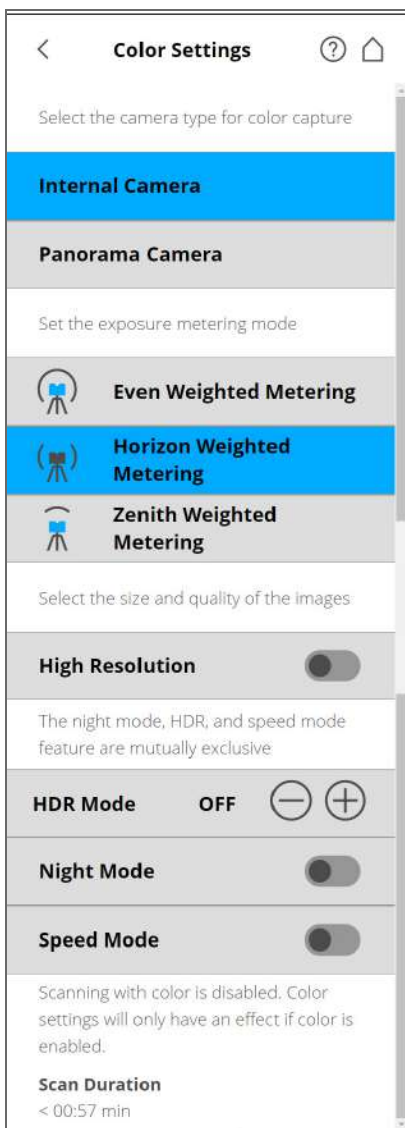 Color Settings
Select the camera type for color capture
Internal Camera
Panorama Camera
Set the exposure metering mode
Even Weighted Metering
Horizon Weighted
Metering
Zenith Weighted
Metering
Select the size and quality of the images
High Resolution
The night mode, HDR, and speed mode
feature are mutually exclusive
HDR Mode OFF
Night Mode
Speed Mode
Scanning with color is disabled. Color
settings will only have an effect if color is
enabled.
Scan Duration
< 00:57 min